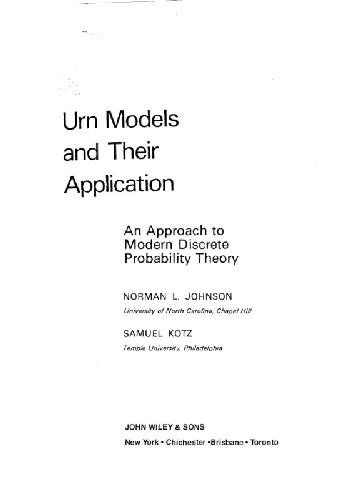 Urn Models
and Their
Application
An Approach to
Modern Discrete
Probability Theory
NORMAN L. JOHNSON
University of North Carolina, Chapel Hill
SAMUEL KOTZ
Temple University, Philadelphia
JOHN WILEY & SONS
New York • Chichester •Brisbane • Toronto